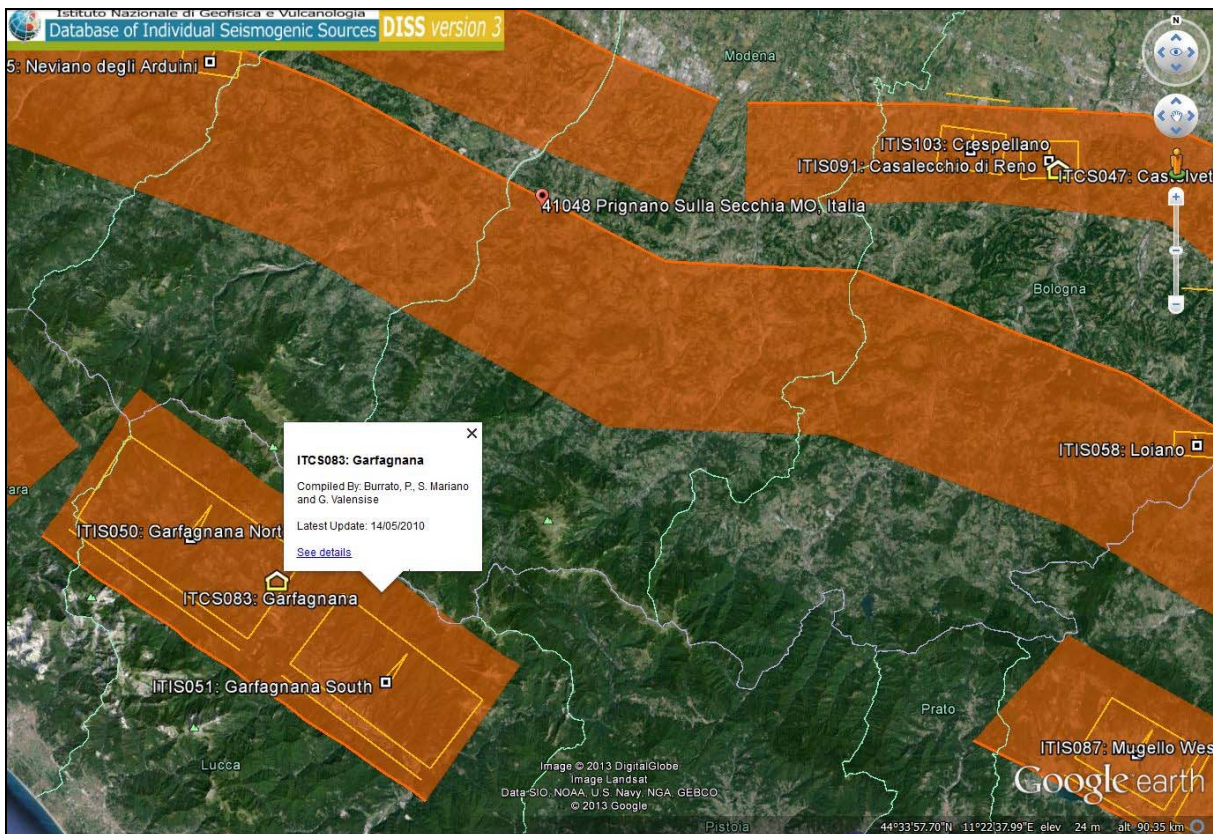 Istituto Nazionale di Geofisica e Vulcanologia
Database of Individual Seismogenic Sources DISS version 3
N
5: Neviano degli Arduini
Modena
ITIS103: Crespellano
ITIS091: Casalecchio di Reno
ITCS047: Castelvet
41048 Prignano Sulla Secchia MO, Italia
Bologna
ITCS083: Garfagnana
Compiled By: Burrato, P., S. Mariano
and G. Valensise
Latest Update: 14/05/2010
See details
ITIS058: Loiano
ara
ITIS050: Garfagnana Nort
ITCS083: Garfagnana
ITIS051: Garfagnana South
Prato
ITIS087: Mugello Wes
Lucca
Image © 2013 DigitalGlobe
Image Landsat
Data SIO, NOAA, U.S. Navy, NGA, GEBCO
© 2013 Google
Google earth
Pistoia
44°33'57.70"N 11°22'37.99"E elev 24 m alt 90.35 km